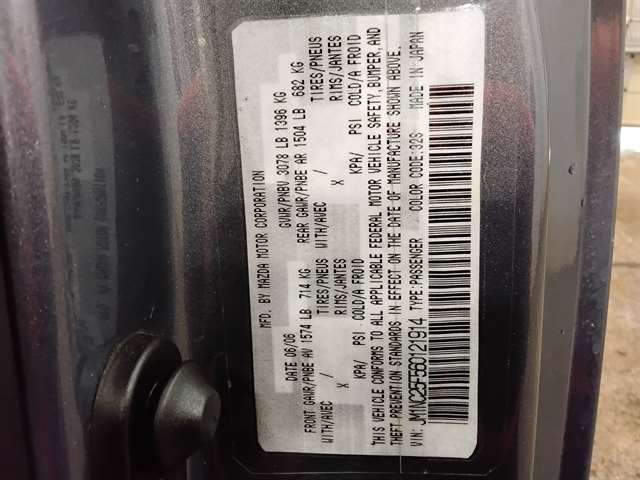 MFD. BY MAZDA MOTOR CORPORATION
DATE 06/06 GVWR/PNBV 3078 LB 1396 KG
FRONT GAWR/PNBE AV 1574 LB 714 KG REAR GAWR/PNBE AR 1504 LB 682 KG
WITH/AVEC / TIRES/PNEUS WITH/AVEC / TIRES/PNEUS
X RIMS/JANTES X RIMS/JANTES
KPA/ PSI COLD/A FROID KPA/ PSI COLD/A FROID
THIS VEHICLE CONFORMS TO ALL APPLICABLE FEDERAL MOTOR VEHICLE SAFETY,BUMPER,AND
THEFT PREVENTION STANDARDS IN EFFECT ON THE DATE OF MANUFACTURE SHOWN ABOVE.
VIN: JM1NC25F560121914 TYPE:PASSENGER COLOR CODE:32S MADE IN JAPAN